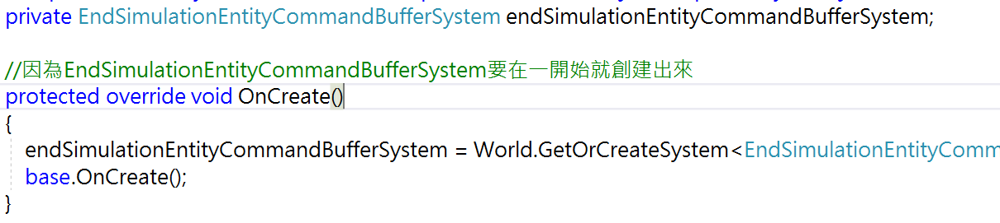 private EndSimulationEntityCommandBufferSystem endSimulationEntityCommandBufferSystem;
//因為EndSimulationEntityCommandBufferSystem要在一開始就創建出來
protected override void OnCreate()
{
endSimulationEntityCommandBufferSystem = World.GetOrCreateSystem<EndSimulationEntityComm
base.OnCreate();
}